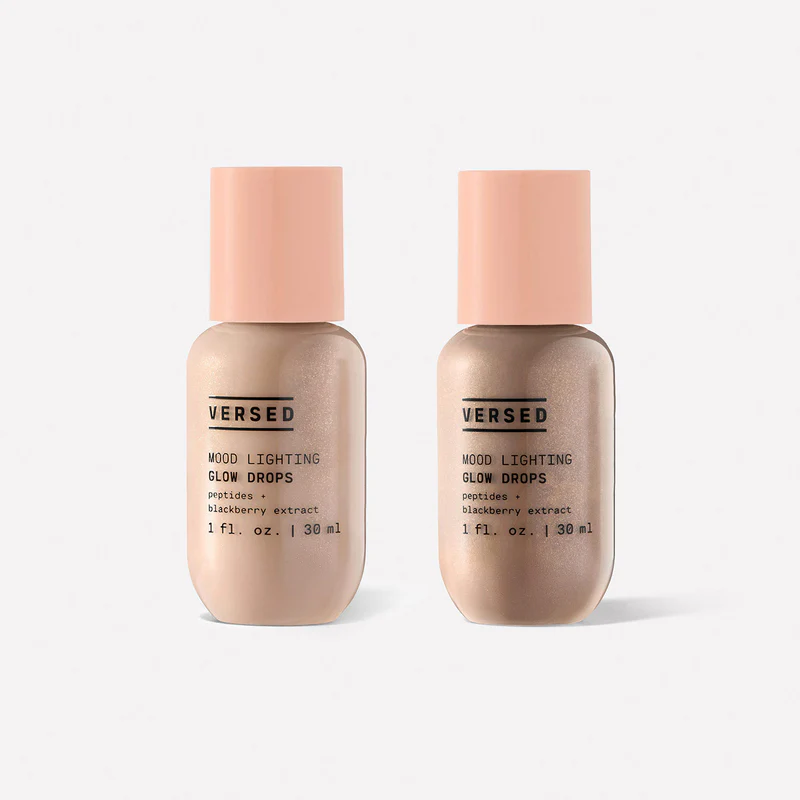 VERSED
MOOD LIGHTING
GLOW DROPS
peptides +
blackberry extract
1 fl. oz. | 30 ml
VERSED
MOOD LIGHTING
GLOW DROPS
peptides +
blackberry extract
1 fl. oz. | 30 ml